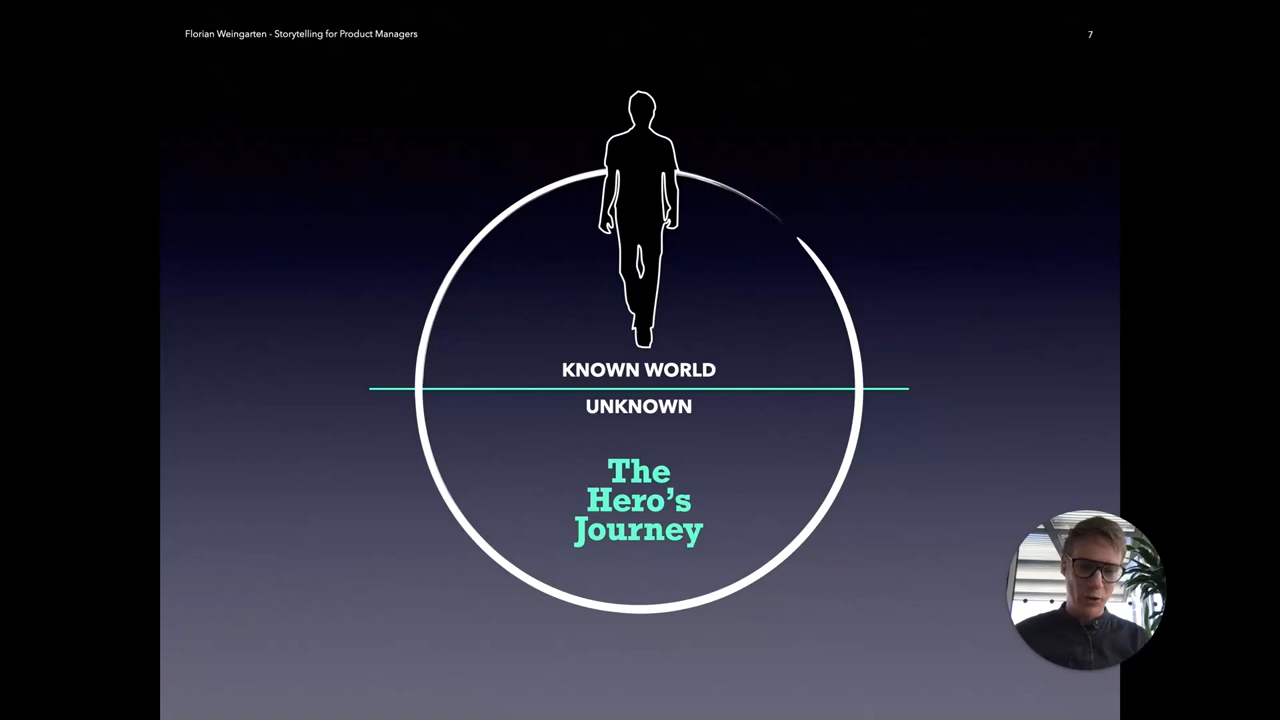 Florian Weingarten - Storytelling for Product Managers
7
KNOWN WORLD
UNKNOWN
The
Hero’s
Journey